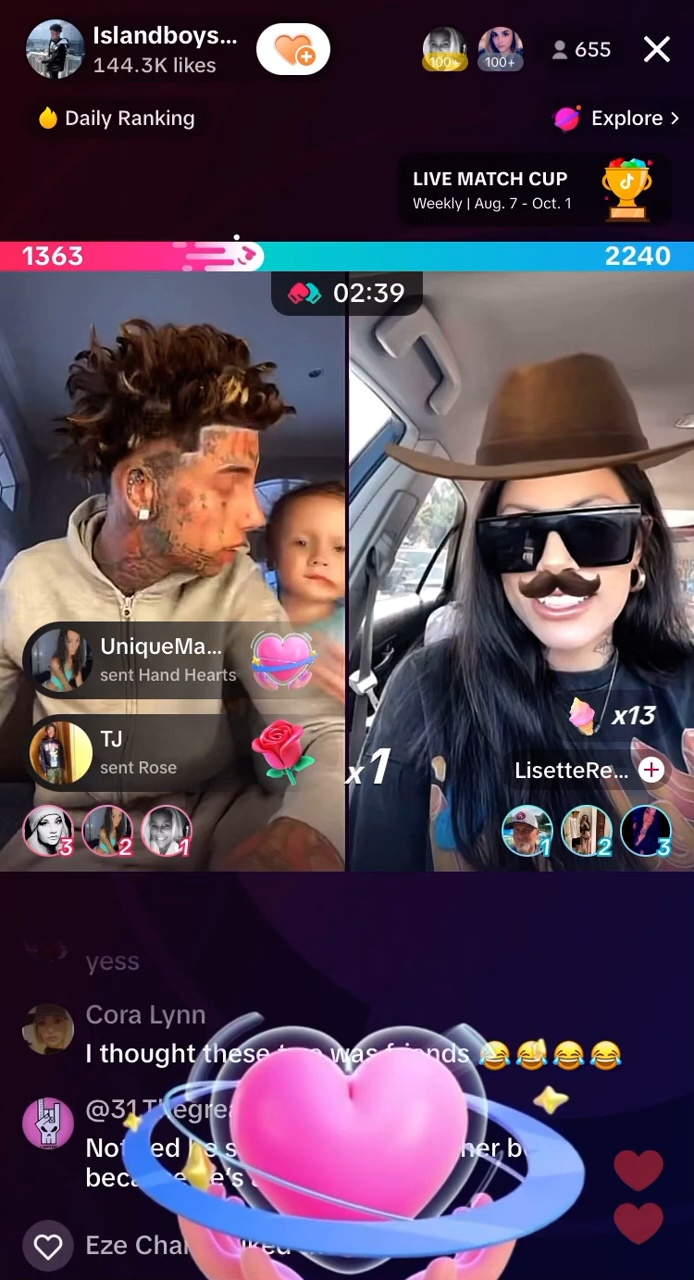 Islandboys...
144.3K likes
100+
100+
655
Daily Ranking
Explore >
LIVE MATCH CUP
Weekly | Aug. 7 - Oct. 1
1363
2240
02:39
UniqueMa...
sent Hand Hearts
x13
TJ
sent Rose
x1
LisetteRe...
3
2
1
1
2
3
yess
Cora Lynn
I thought these two was friends 😂😂😂😂
Eze